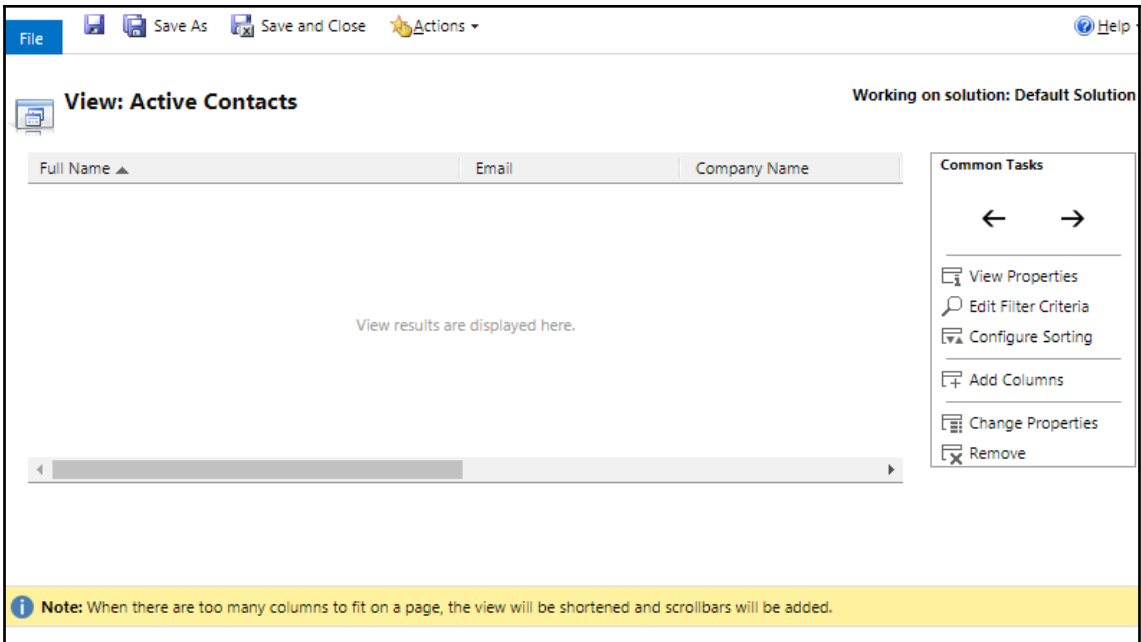 File
Save As
Save and Close
Actions
Help
View: Active Contacts
Working on solution: Default Solution
Full Name
Email
Company Name
Common Tasks
View Properties
Edit Filter Criteria
Configure Sorting
Add Columns
Change Properties
Remove
View results are displayed here.
Note: When there are too many columns to fit on a page, the view will be shortened and scrollbars will be added.